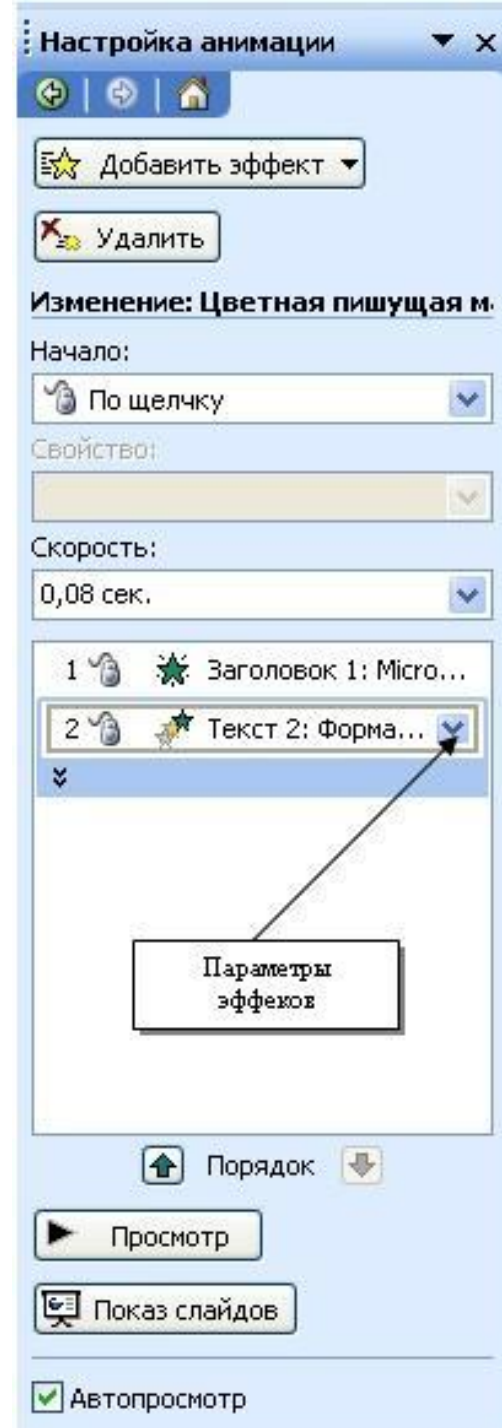 Настройка анимации
Добавить эффект
Удалить
Изменение: Цветная пишущая м
Начало:
По щелчку
Свойство:
Скорость:
0,08 сек.
1 Заголовок 1: Micro...
2 Текст 2: Форма...
Параметры
эффеков
Порядок
Просмотр
Показ слайдов
Автопросмотр